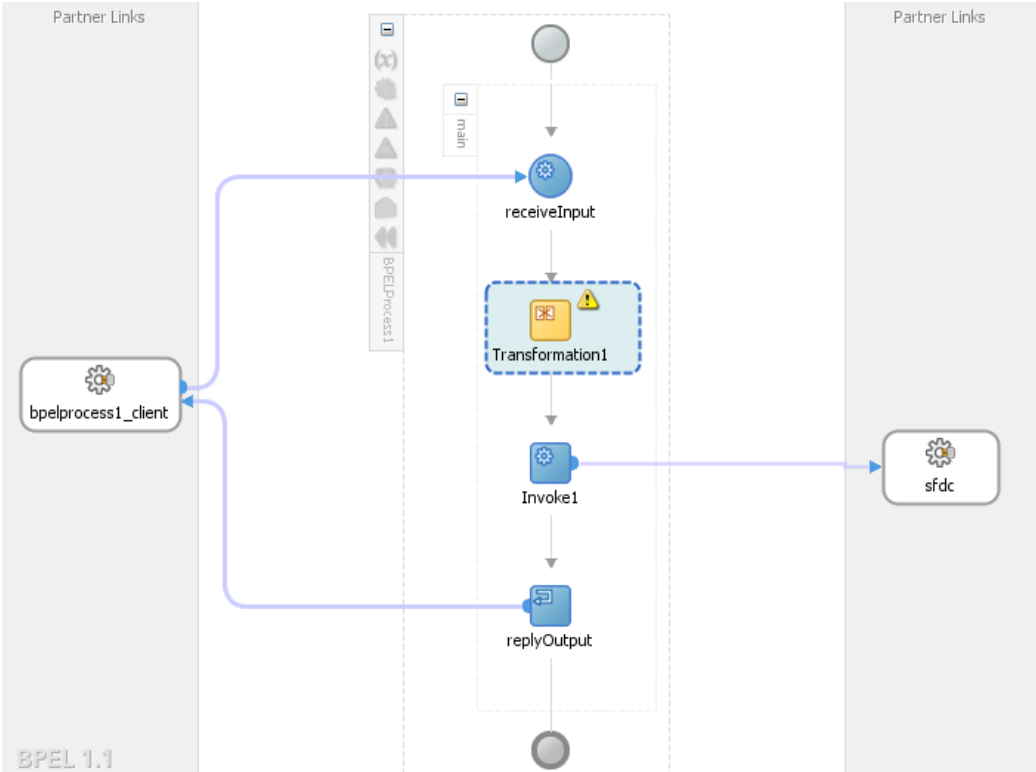 Partner Links
Partner Links
main
receiveInput
BPELProcess1
Transformation1
bpelprocess1_client
Invoke1
sfdc
replyOutput
BPEL 1.1
(x)